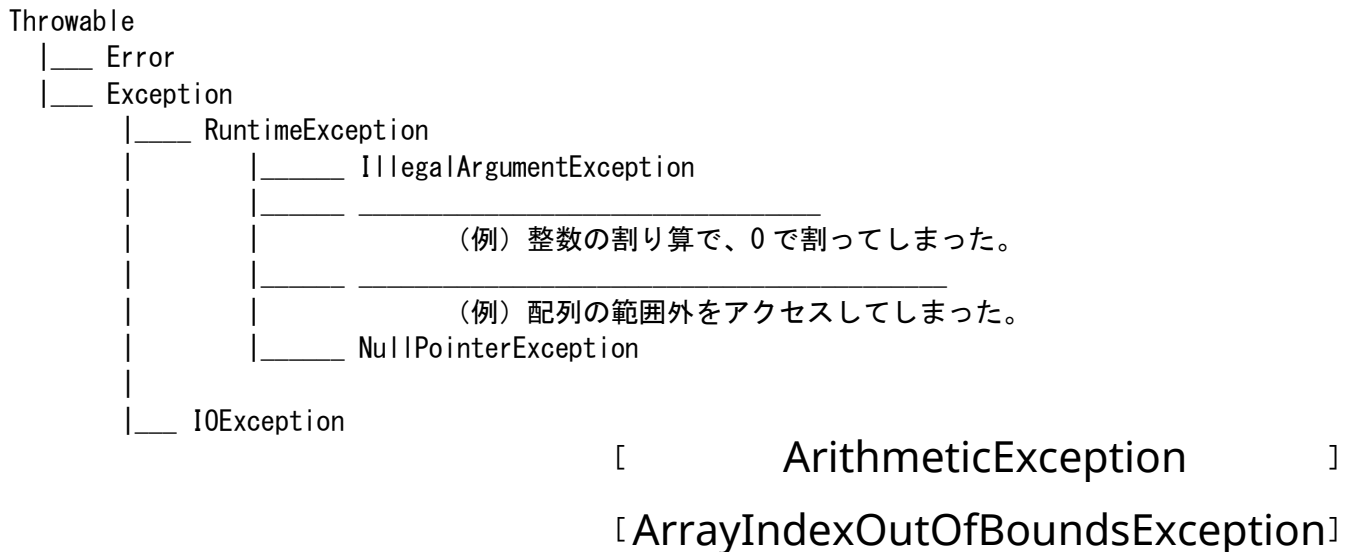 Throwable
|___ Error
|___ Exception
|____ RuntimeException
| |______ IllegalArgumentException
| |______ _________________________________
| | （例）整数の割り算で、0で割ってしまった。
| |______ __________________________________________
| | （例）配列の範囲外をアクセスしてしまった。
| |______ NullPointerException
|
|___ IOException
[ ArithmeticException ]
[ArrayIndexOutOfBoundsException]